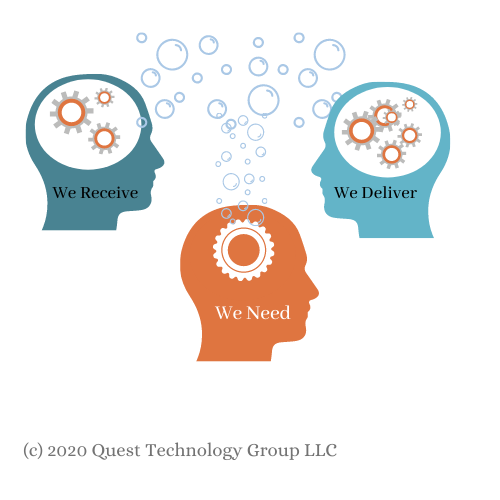 We Receive
We Deliver
We Need
(c) 2020 Quest Technology Group LLC